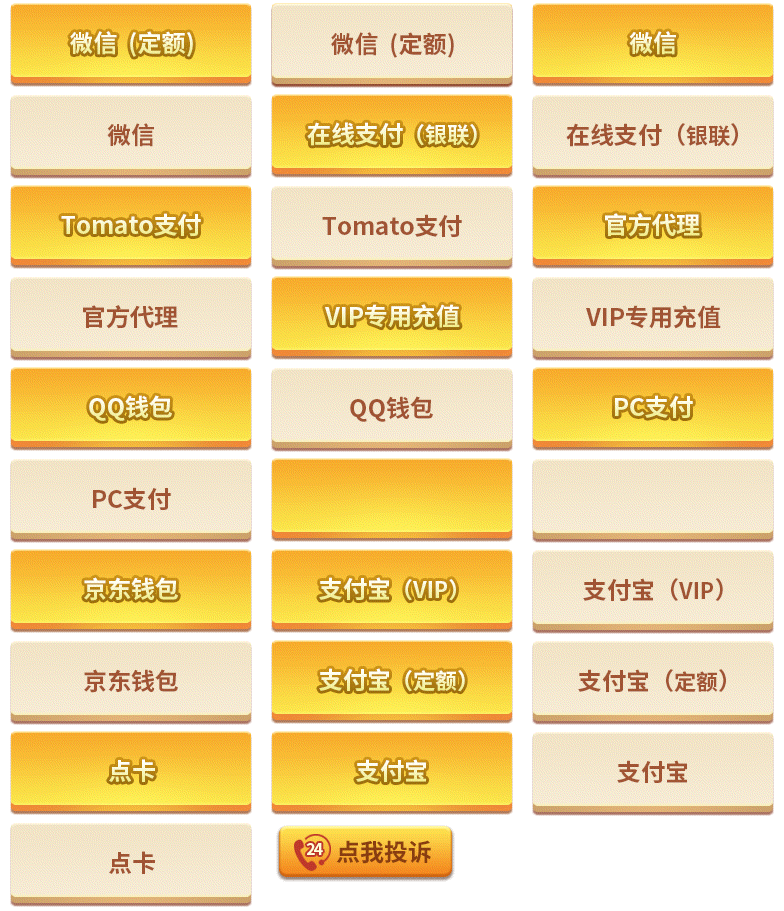 微信 (定额)
微信 (定额)
微信
微信
在线支付（银联）
在线支付（银联）
Tomato支付
Tomato支付
官方代理
官方代理
VIP专用充值
VIP专用充值
QQ钱包
QQ钱包
PC支付
PC支付
京东钱包
支付宝（VIP）
支付宝（VIP）
京东钱包
支付宝（定额）
支付宝（定额）
点卡
支付宝
支付宝
点卡
24 点我投诉